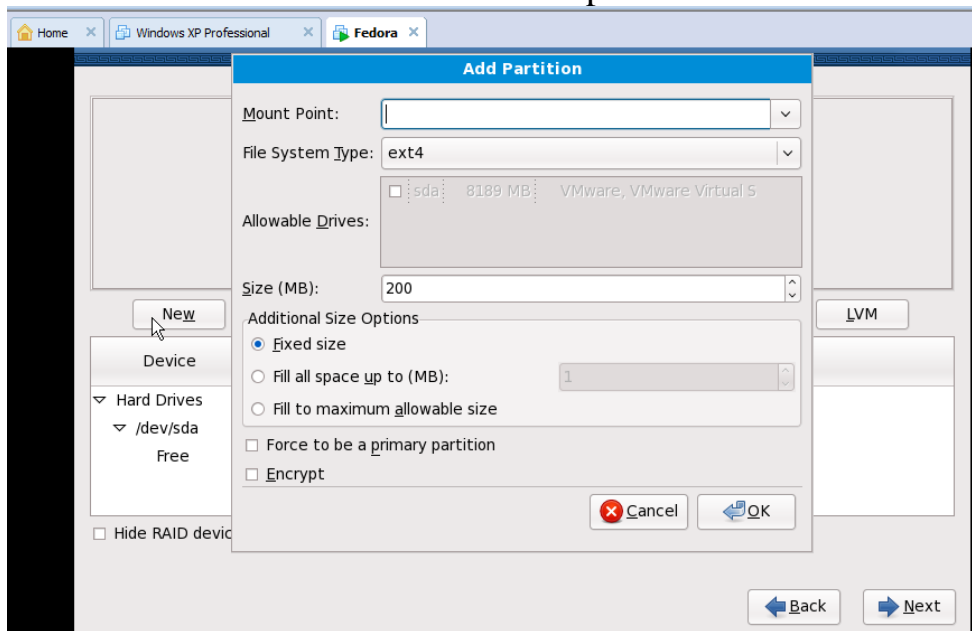 Home Windows XP Professional Fedora
Add Partition
Mount Point:
File System Type: ext4
sda 8189 MB VMware, VMware Virtual S
Allowable Drives:
Size (MB): 200
New
LVM
Additional Size Options
Fixed size
Device
Fill all space up to (MB): 1
Hard Drives
Fill to maximum allowable size
/dev/sda
Force to be a primary partition
Free
Encrypt
Cancel OK
Hide RAID devic
Back Next